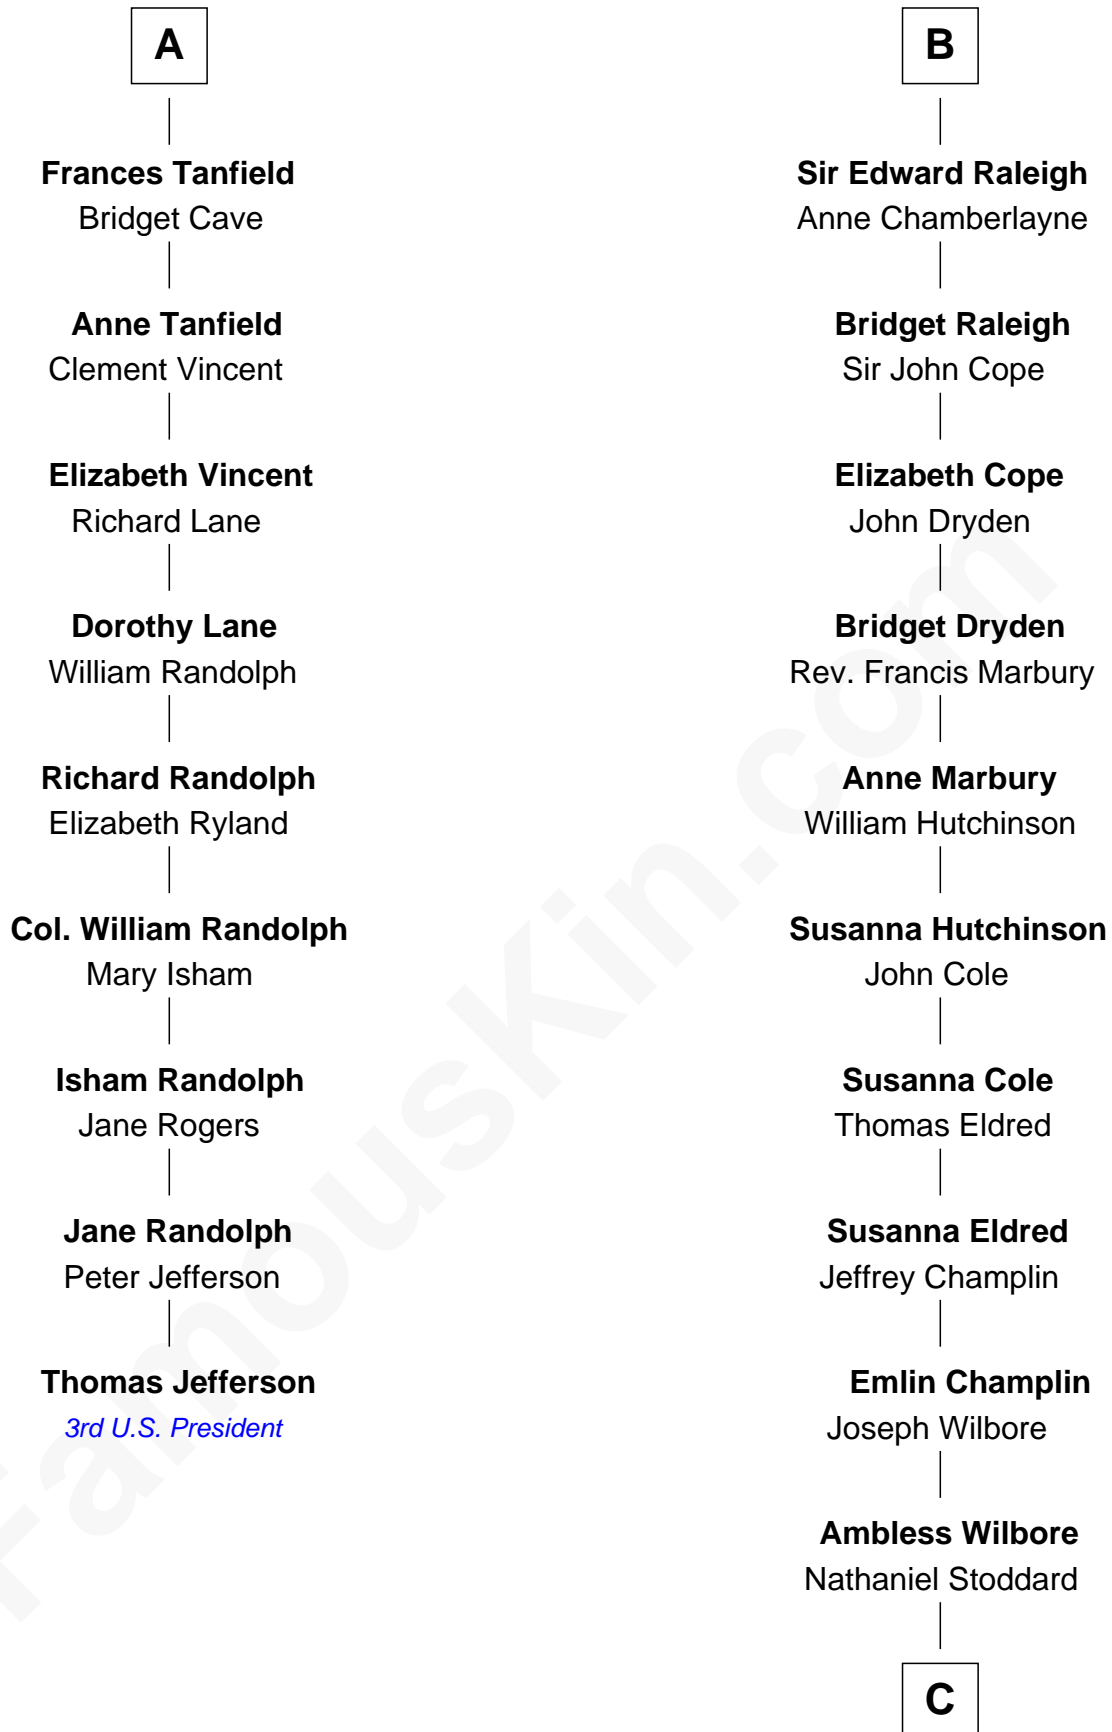 A
Frances Tanfield
Bridget Cave
Anne Tanfield
Clement Vincent
Elizabeth Vincent
Richard Lane
Dorothy Lane
William Randolph
Richard Randolph
Elizabeth Ryland
Col. William Randolph
Mary Isham
Isham Randolph
Jane Rogers
Jane Randolph
Peter Jefferson
Thomas Jefferson
3rd U.S. President
B
Sir Edward Raleigh
Anne Chamberlayne
Bridget Raleigh
Sir John Cope
Elizabeth Cope
John Dryden
Bridget Dryden
Rev. Francis Marbury
Anne Marbury
William Hutchinson
Susanna Hutchinson
John Cole
Susanna Cole
Thomas Eldred
Susanna Eldred
Jeffrey Champlin
Emlin Champlin
Joseph Wilbore
Ambless Wilbore
Nathaniel Stoddard
C
FamousKin.com